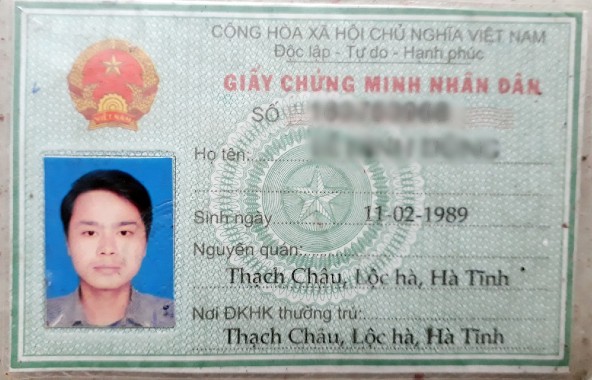 CỘNG HÒA XÃ HỘI CHỦ NGHĨA VIỆT NAM
Độc lập - Tự do - Hạnh phúc
VIỆT NAM
GIẤY CHỨNG MINH NHÂN DÂN
SỐ
Họ tên:
Sinh ngày 11-02-1989
Nguyên quán:
Thạch Châu, Lộc hà, Hà Tĩnh
Nơi ĐKHK thường trú:
Thạch Châu, Lộc hà, Hà Tĩnh